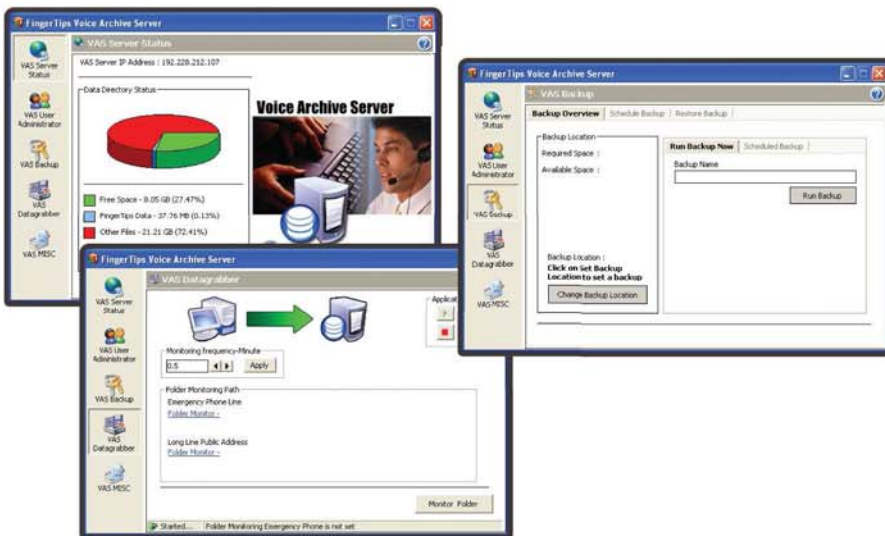 FingerTips Voice Archive Server
VAS Server Status
VAS Server
Status
VAS User
Administrator
VAS Backup
VAS
Datagrabber
VAS MISC
VAS Server IP Address : 192.228.212.107
Data Directory Status
Free Space - 8.05 GB (27.47%)
FingerTips Data - 37.76 MB (0.13%)
Other Files - 21.21 GB (72.41%)
Voice Archive Server
FingerTips Voice Archive Server
VAS Backup
VAS Server
Status
VAS User
Administrator
VAS Backup
VAS
Datagrabber
VAS MISC
Backup Overview
Schedule Backup
Restore Backup
Backup Location
Required Space :
Available Space :
Backup Location :
Click on Set Backup
Location to set a backup
Change Backup Location
Run Backup Now
Scheduled Backup
Backup Name
Run Backup
FingerTips Voice Archive Server
VAS Datagrabber
VAS Server
Status
VAS User
Administrator
VAS Backup
VAS
Datagrabber
VAS MISC
Applicati
?
Monitoring frequency-Minute
0.5
Apply
Folder Monitoring Path
Emergency Phone Line
Folder Monitor -
Long Line Public Address
Folder Monitor -
Monitor Folder
Started... Folder Monitoring Emergency Phone is not set